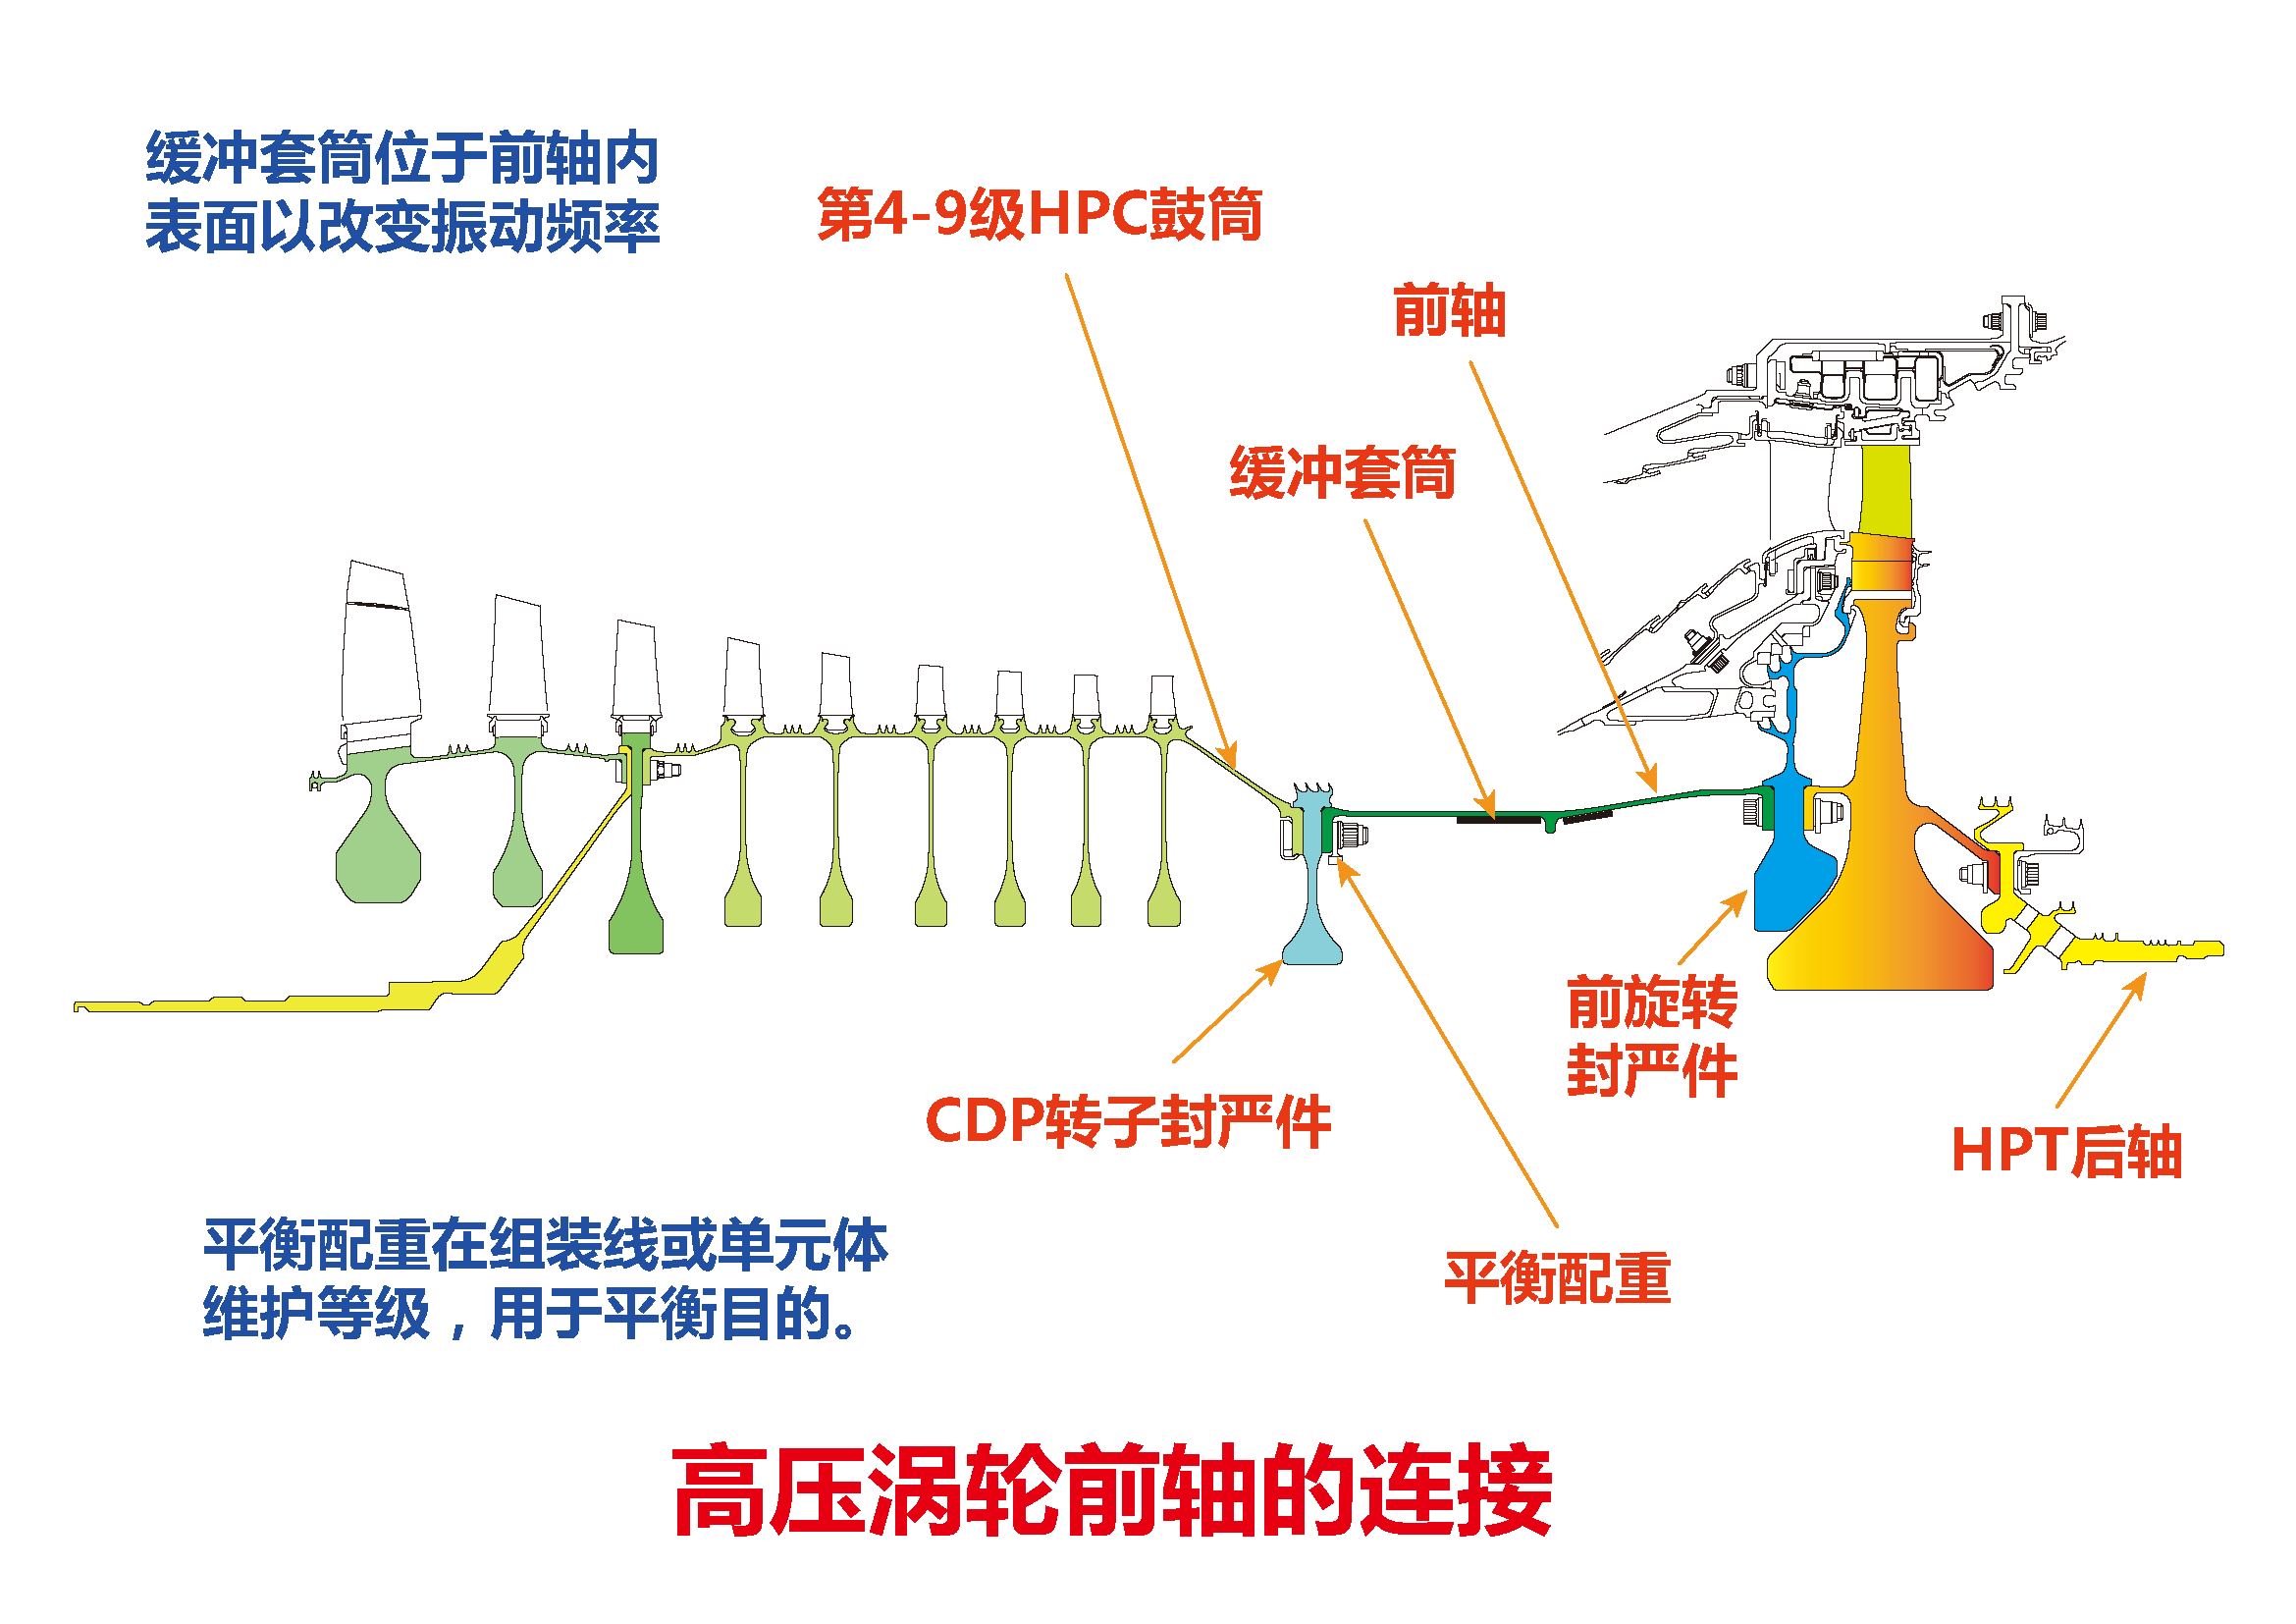 缓冲套筒位于前轴内
表面以改变振动频率
第4-9级HPC鼓筒
前轴
缓冲套筒
前旋转
封严件
CDP转子封严件
HPT后轴
平衡配重
平衡配重在组装线或单元体
维护等级，用于平衡目的。
高压涡轮前轴的连接